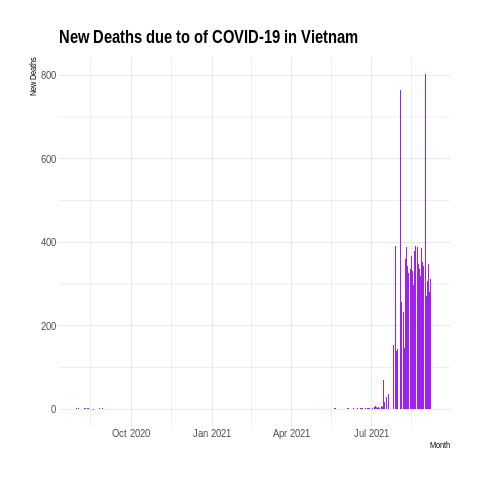 New Deaths due to of COVID-19 in Vietnam
New Deaths
800
600
400
200
0
Oct 2020 Jan 2021 Apr 2021 Jul 2021
Month